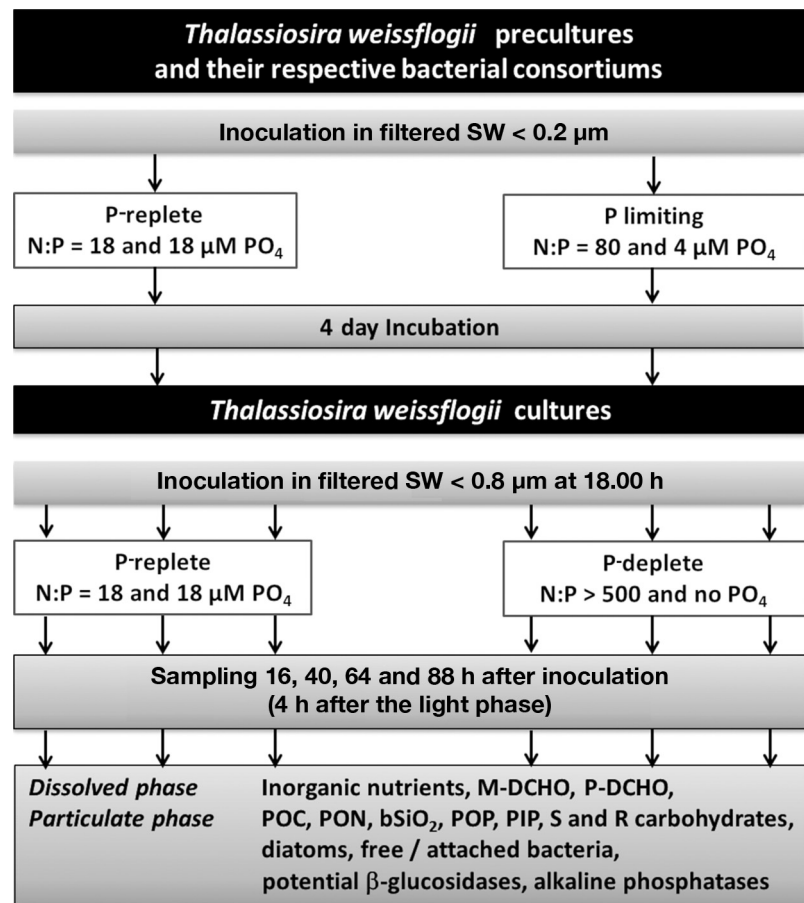 Thalassiosira weissflogii precultures
and their respective bacterial consortiums
Inoculation in filtered SW < 0.2 µm
P-replete
N:P = 18 and 18 µM PO₄
P limiting
N:P = 80 and 4 µM PO₄
4 day Incubation
Thalassiosira weissflogii cultures
Inoculation in filtered SW < 0.8 µm at 18.00 h
P-replete
N:P = 18 and 18 µM PO₄
P-deplete
N:P > 500 and no PO₄
Sampling 16, 40, 64 and 88 h after inoculation
(4 h after the light phase)
Dissolved phase Inorganic nutrients, M-DCHO, P-DCHO,
Particulate phase POC, PON, bSiO₂, POP, PIP, S and R carbohydrates,
diatoms, free / attached bacteria,
potential β-glucosidases, alkaline phosphatases